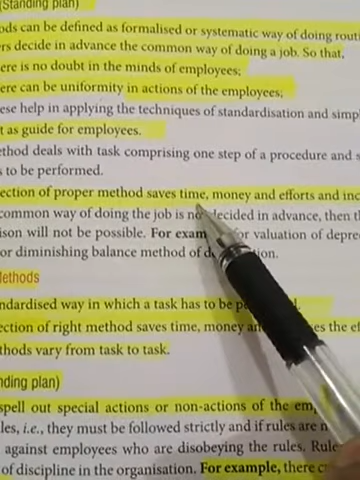 (Standing plan)
ods can be defined as formalised or systematic way of doing routi
rs decide in advance the common way of doing a job. So that,
ere is no doubt in the minds of employees;
ere can be uniformity in actions of the employees;
ese help in applying the techniques of standardisation and simpl
t as guide for employees.
ethod deals with task comprising one step of a procedure and s
s to be performed.
ection of proper method saves time, money and efforts and inc
common way of doing the job is not decided in advance, then t
ison will not be possible. For exam for valuation of depre
or diminishing balance method of d tion.
Methods
ndardised way in which a task has to be pe d.
ection of right method saves time, money an es the ef
thods vary from task to task.
nding plan)
spell out special actions or non-actions of the em
les, i.e., they must be followed strictly and if rules are n
against employees who are disobeying the rules. Rule
of discipline in the organisation. For example, there c